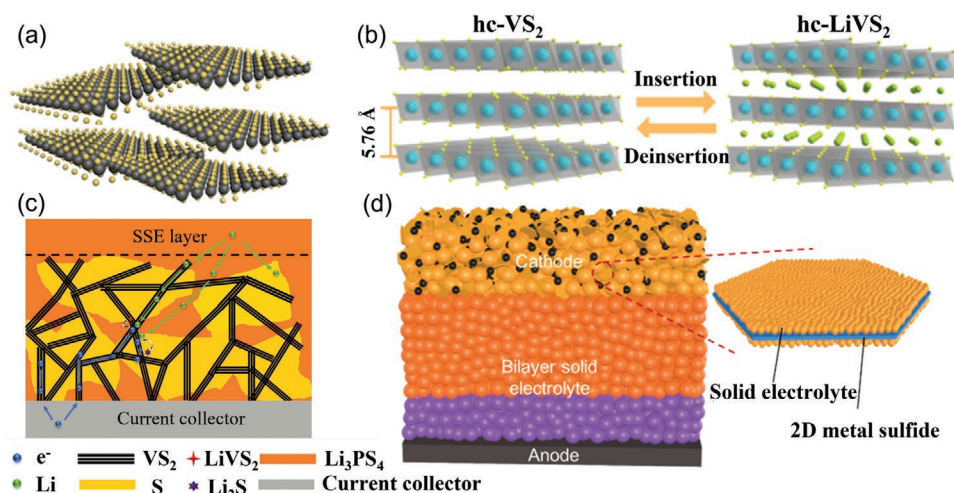 (a)
(b)
hc-VS₂
hc-LiVS₂
5.76 Å
Insertion
Deinsertion
(c)
SSE layer
Current collector
e⁻
VS₂
LiVS₂
Li₃PS₄
Li
S
Li₂S
Current collector
(d)
Cathode
Bilayer solid
electrolyte
Anode
Solid electrolyte
2D metal sulfide